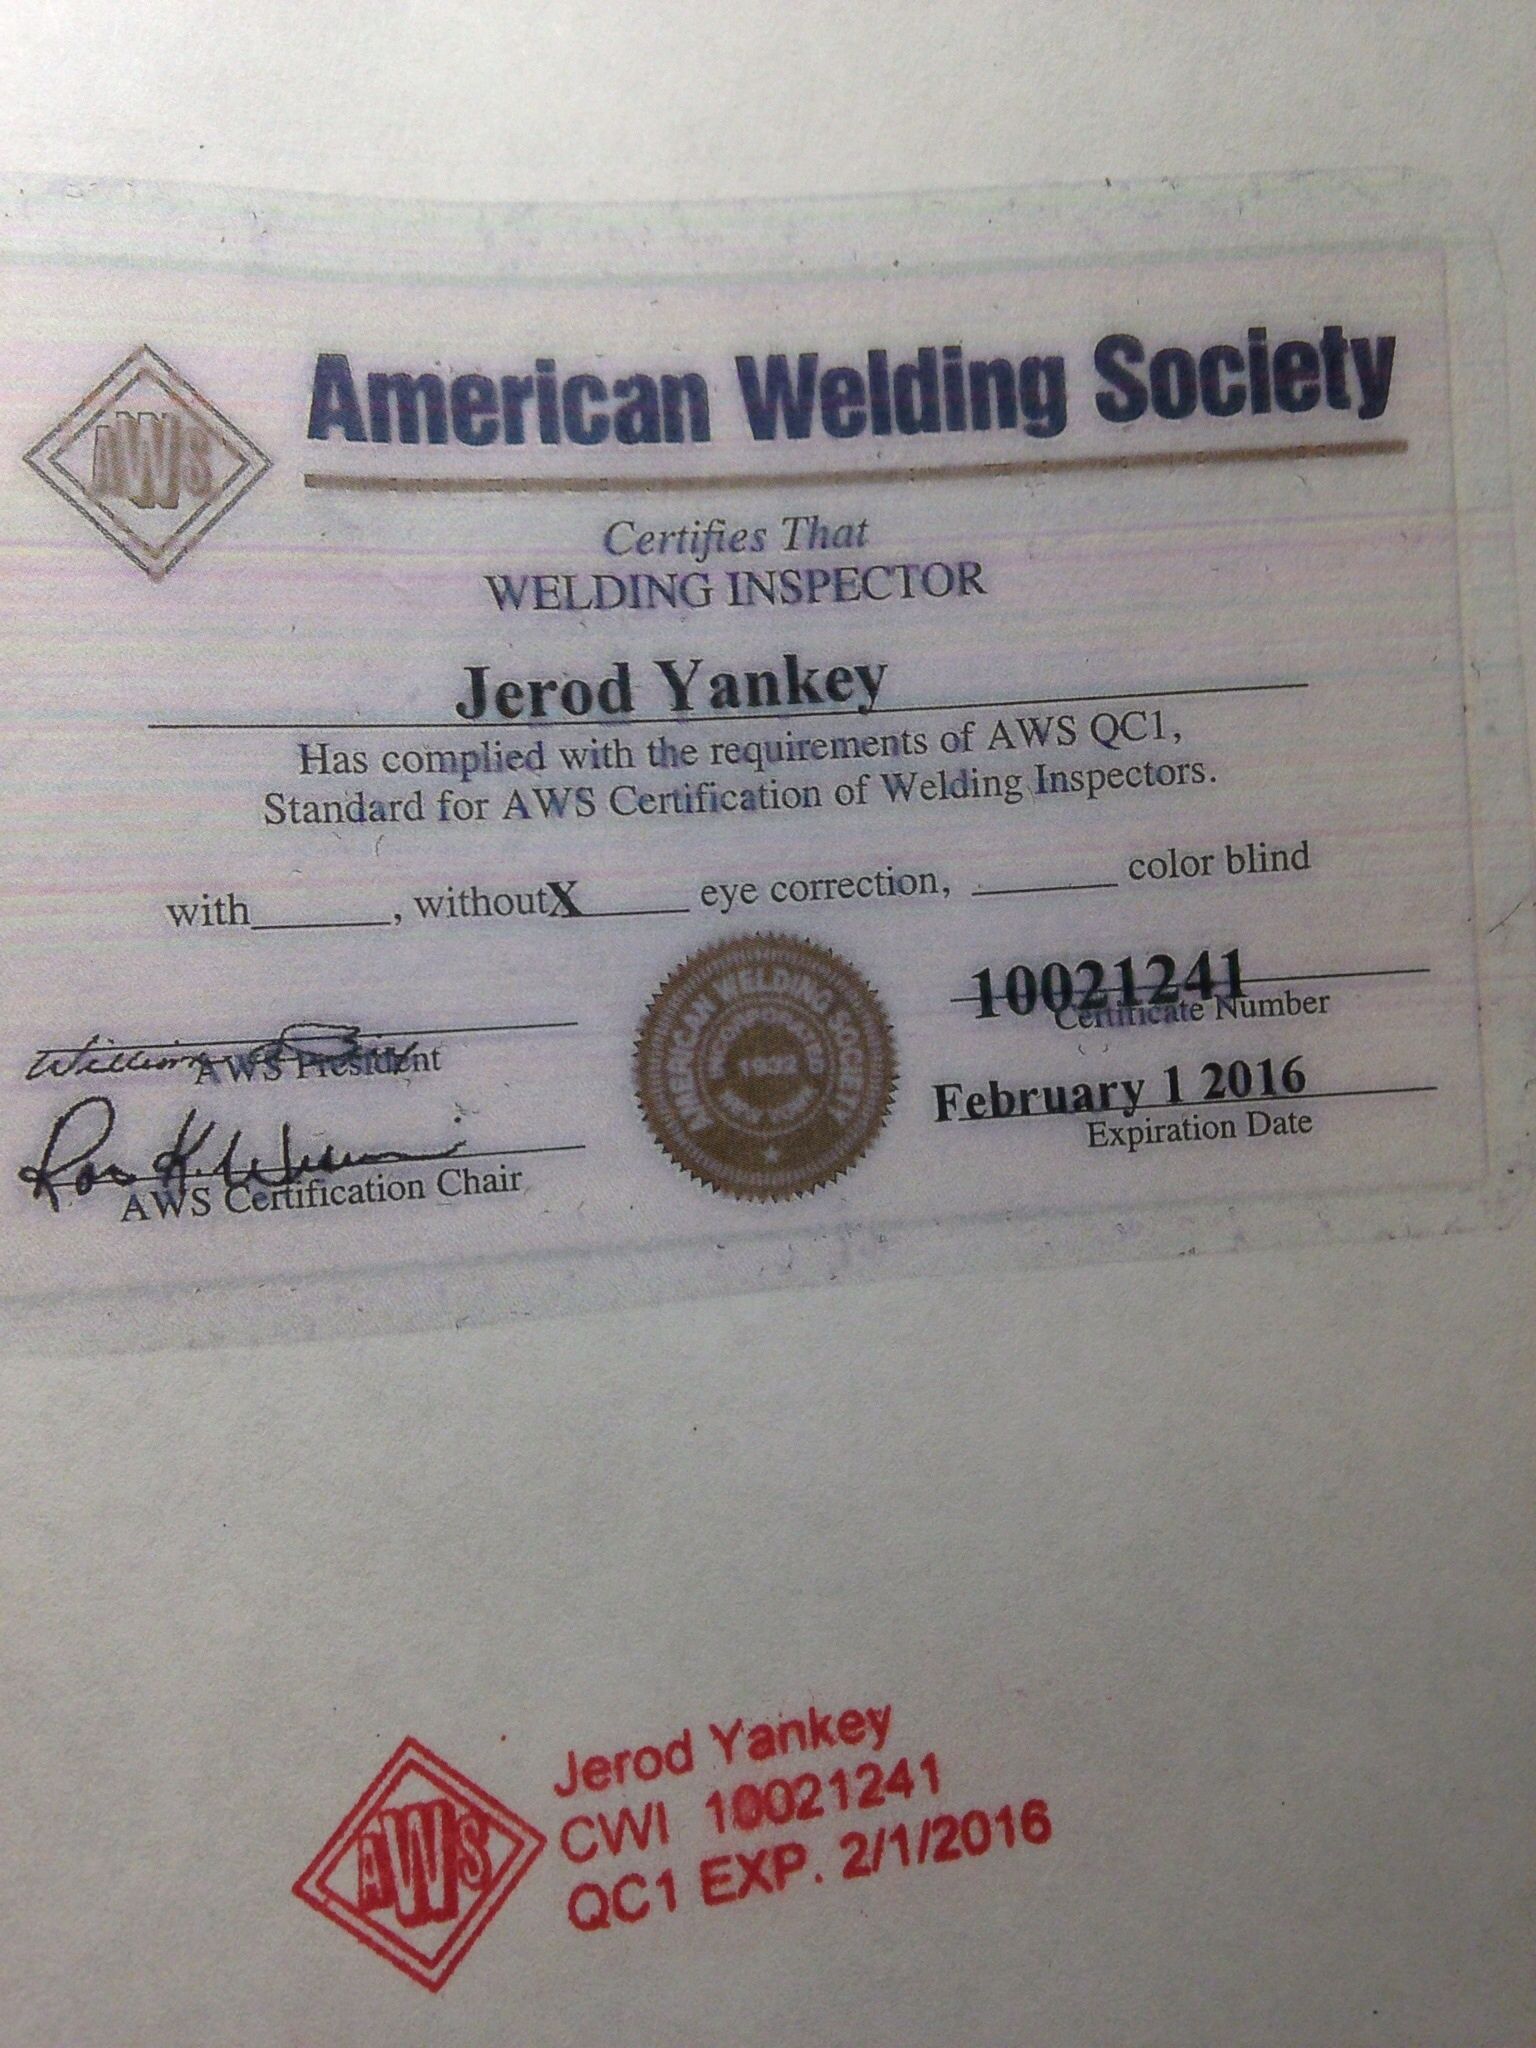 AWS
American Welding Society
Certifies That
WELDING INSPECTOR
Jerod Yankey
Has complied with the requirements of AWS QC1,
Standard for AWS Certification of Welding Inspectors.
with______, withoutX_____ eye correction, ______ color blind
William
AWS President
AWS Certification Chair
AMERICAN WELDING SOCIETY
INCORPORATED
10021241
Certificate Number
February 1 2016
Expiration Date
AWS
Jerod Yankey
CWI 10021241
QC1 EXP. 2/1/2016